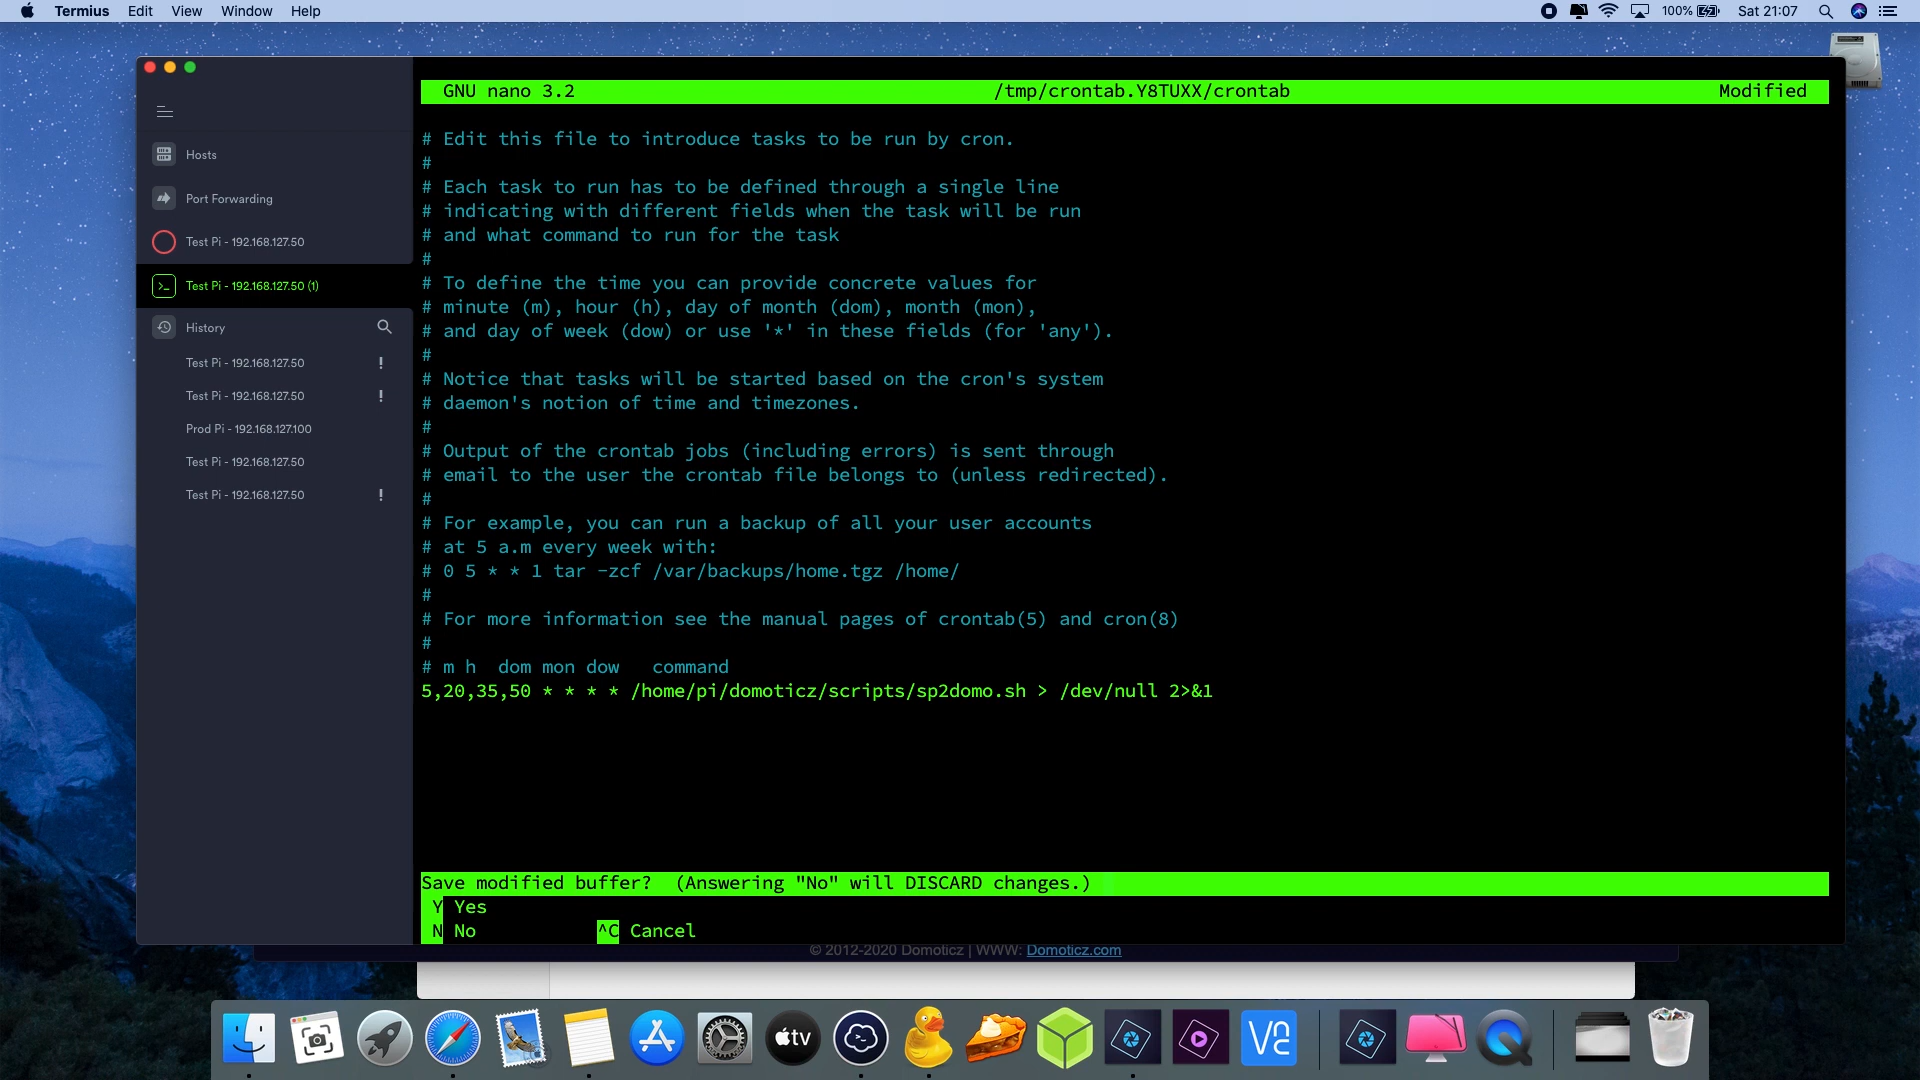 Termius Edit View Window Help 100% Sat 21:07
GNU nano 3.2 /tmp/crontab.Y8TUXX/crontab Modified
Hosts
Port Forwarding
Test Pi - 192.168.127.50
Test Pi - 192.168.127.50 (1)
History
Test Pi - 192.168.127.50 !
Test Pi - 192.168.127.50 !
Prod Pi - 192.168.127.100
Test Pi - 192.168.127.50
Test Pi - 192.168.127.50 !
# Edit this file to introduce tasks to be run by cron.
#
# Each task to run has to be defined through a single line
# indicating with different fields when the task will be run
# and what command to run for the task
#
# To define the time you can provide concrete values for
# minute (m), hour (h), day of month (dom), month (mon),
# and day of week (dow) or use '*' in these fields (for 'any').
#
# Notice that tasks will be started based on the cron's system
# daemon's notion of time and timezones.
#
# Output of the crontab jobs (including errors) is sent through
# email to the user the crontab file belongs to (unless redirected).
#
# For example, you can run a backup of all your user accounts
# at 5 a.m every week with:
# 0 5 * * 1 tar -zcf /var/backups/home.tgz /home/
#
# For more information see the manual pages of crontab(5) and cron(8)
#
# m h  dom mon dow   command
5,20,35,50 * * * * /home/pi/domoticz/scripts/sp2domo.sh > /dev/null 2>&1
Save modified buffer?  (Answering "No" will DISCARD changes.)
Y Yes
N No ^C Cancel
© 2012-2020 Domoticz | WWW: Domoticz.com
tv
V2